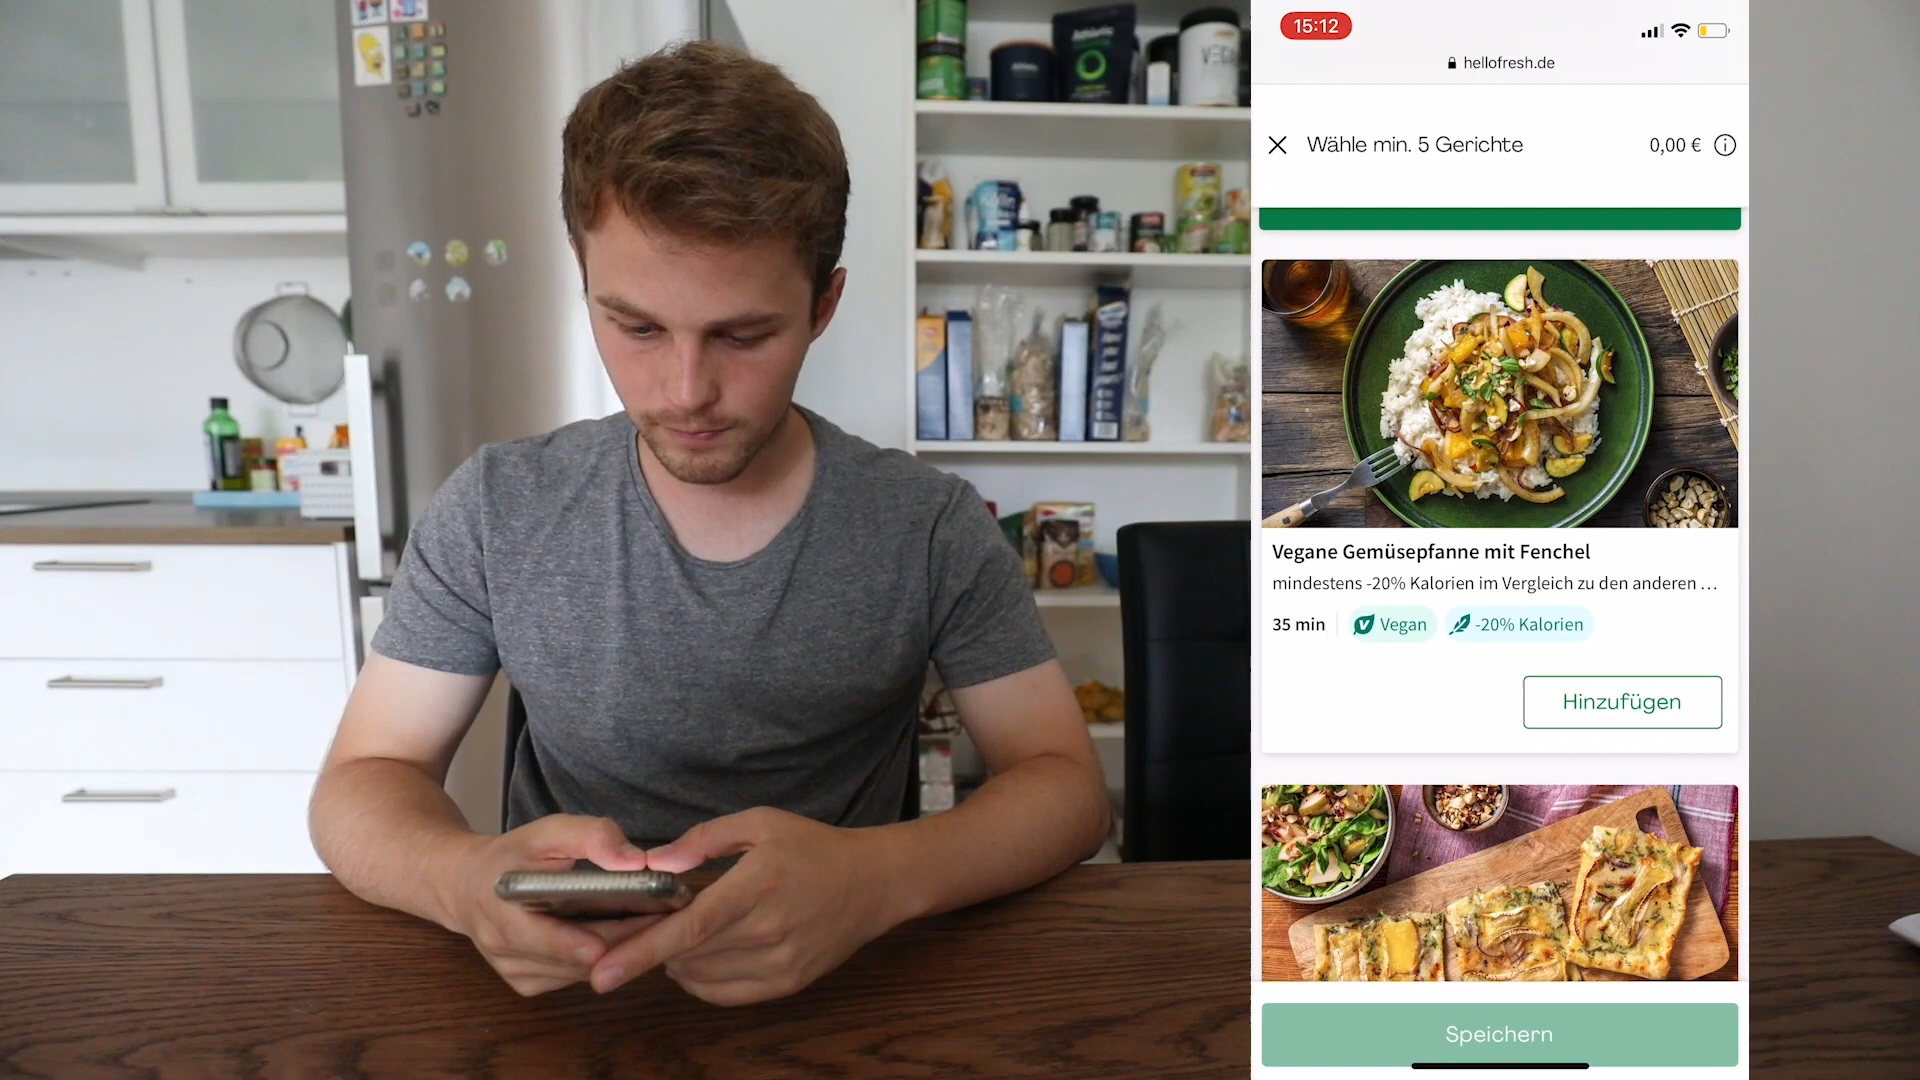 15:12
hellofresh.de
Wähle min. 5 Gerichte
0,00 €
Vegane Gemüsepfanne mit Fenchel
mindestens -20% Kalorien im Vergleich zu den anderen ...
35 min
Vegan
-20% Kalorien
Hinzufügen
Speichern